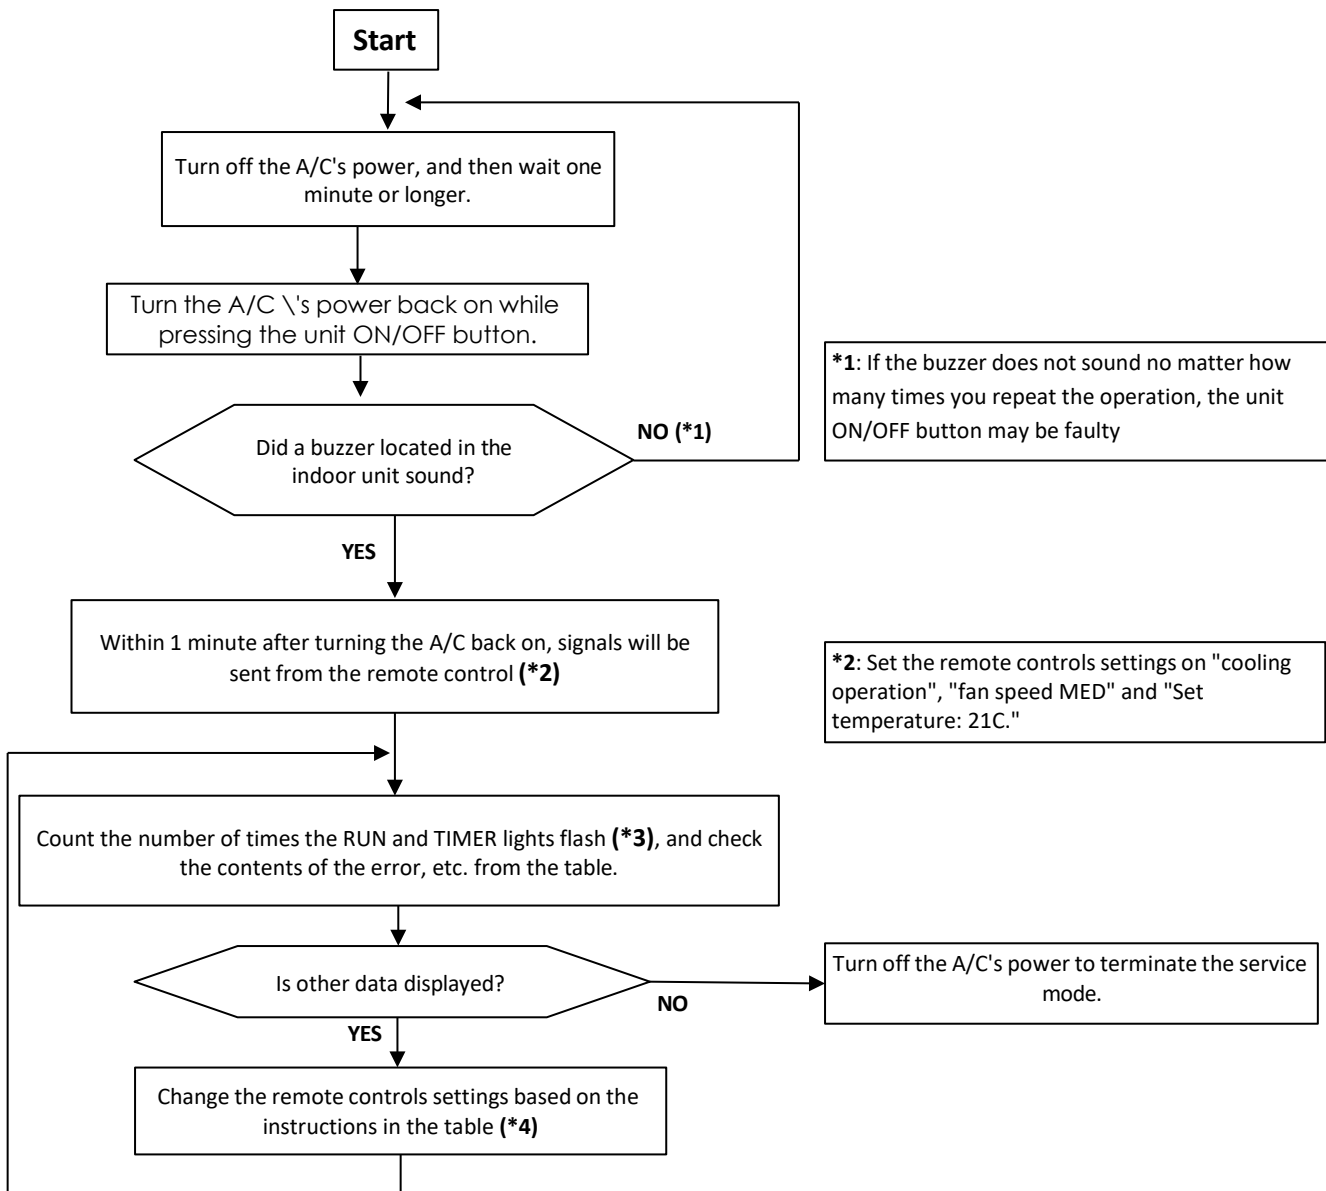 Start
Turn off the A/C's power, and then wait one
minute or longer.
Turn the A/C \'s power back on while
pressing the unit ON/OFF button.
*1: If the buzzer does not sound no matter how
many times you repeat the operation, the unit
ON/OFF button may be faulty
Did a buzzer located in the
indoor unit sound?
NO (*1)
YES
Within 1 minute after turning the A/C back on, signals will be
sent from the remote control (*2)
*2: Set the remote controls settings on "cooling
operation", "fan speed MED" and "Set
temperature: 21C."
Count the number of times the RUN and TIMER lights flash (*3), and check
the contents of the error, etc. from the table.
Is other data displayed?
NO
Turn off the A/C's power to terminate the service
mode.
YES
Change the remote controls settings based on the
instructions in the table (*4)